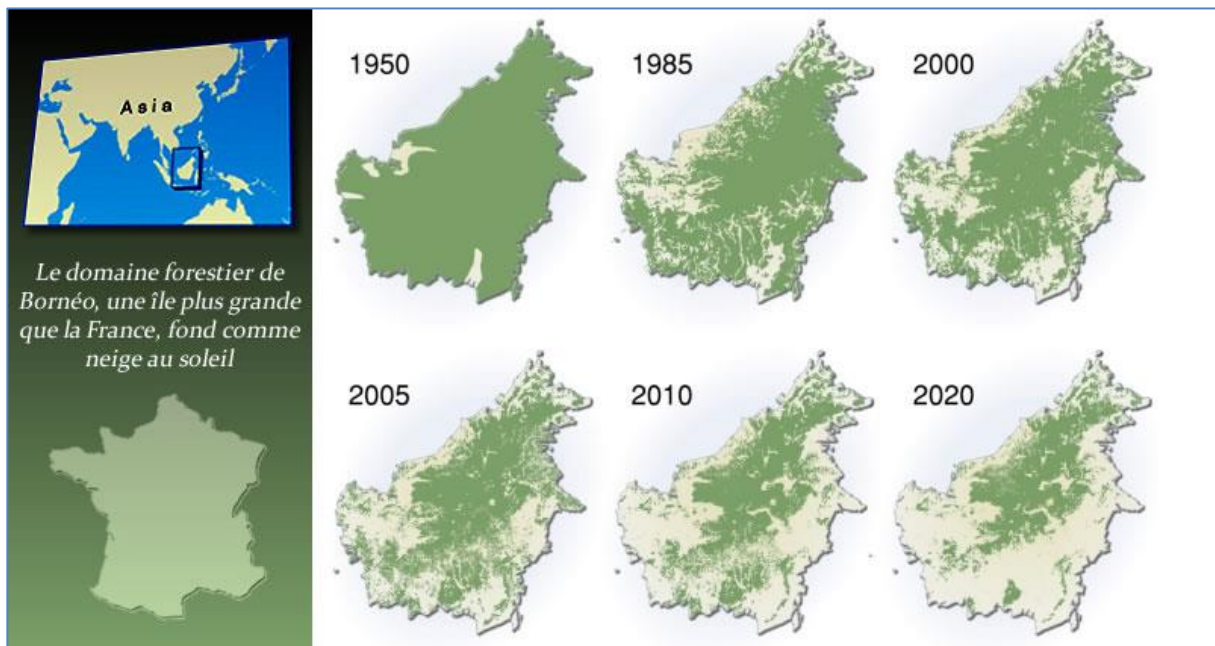 Asia
Le domaine forestier de
Bornéo, une île plus grande
que la France, fond comme
neige au soleil
1950
1985
2000
2005
2010
2020